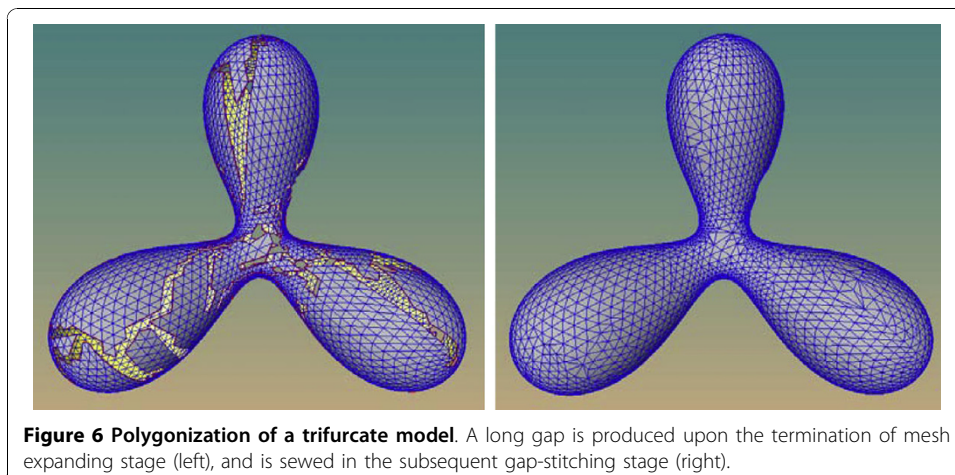 Figure 6 Polygonization of a trifurcate model. A long gap is produced upon the termination of mesh
expanding stage (left), and is sewed in the subsequent gap-stitching stage (right).